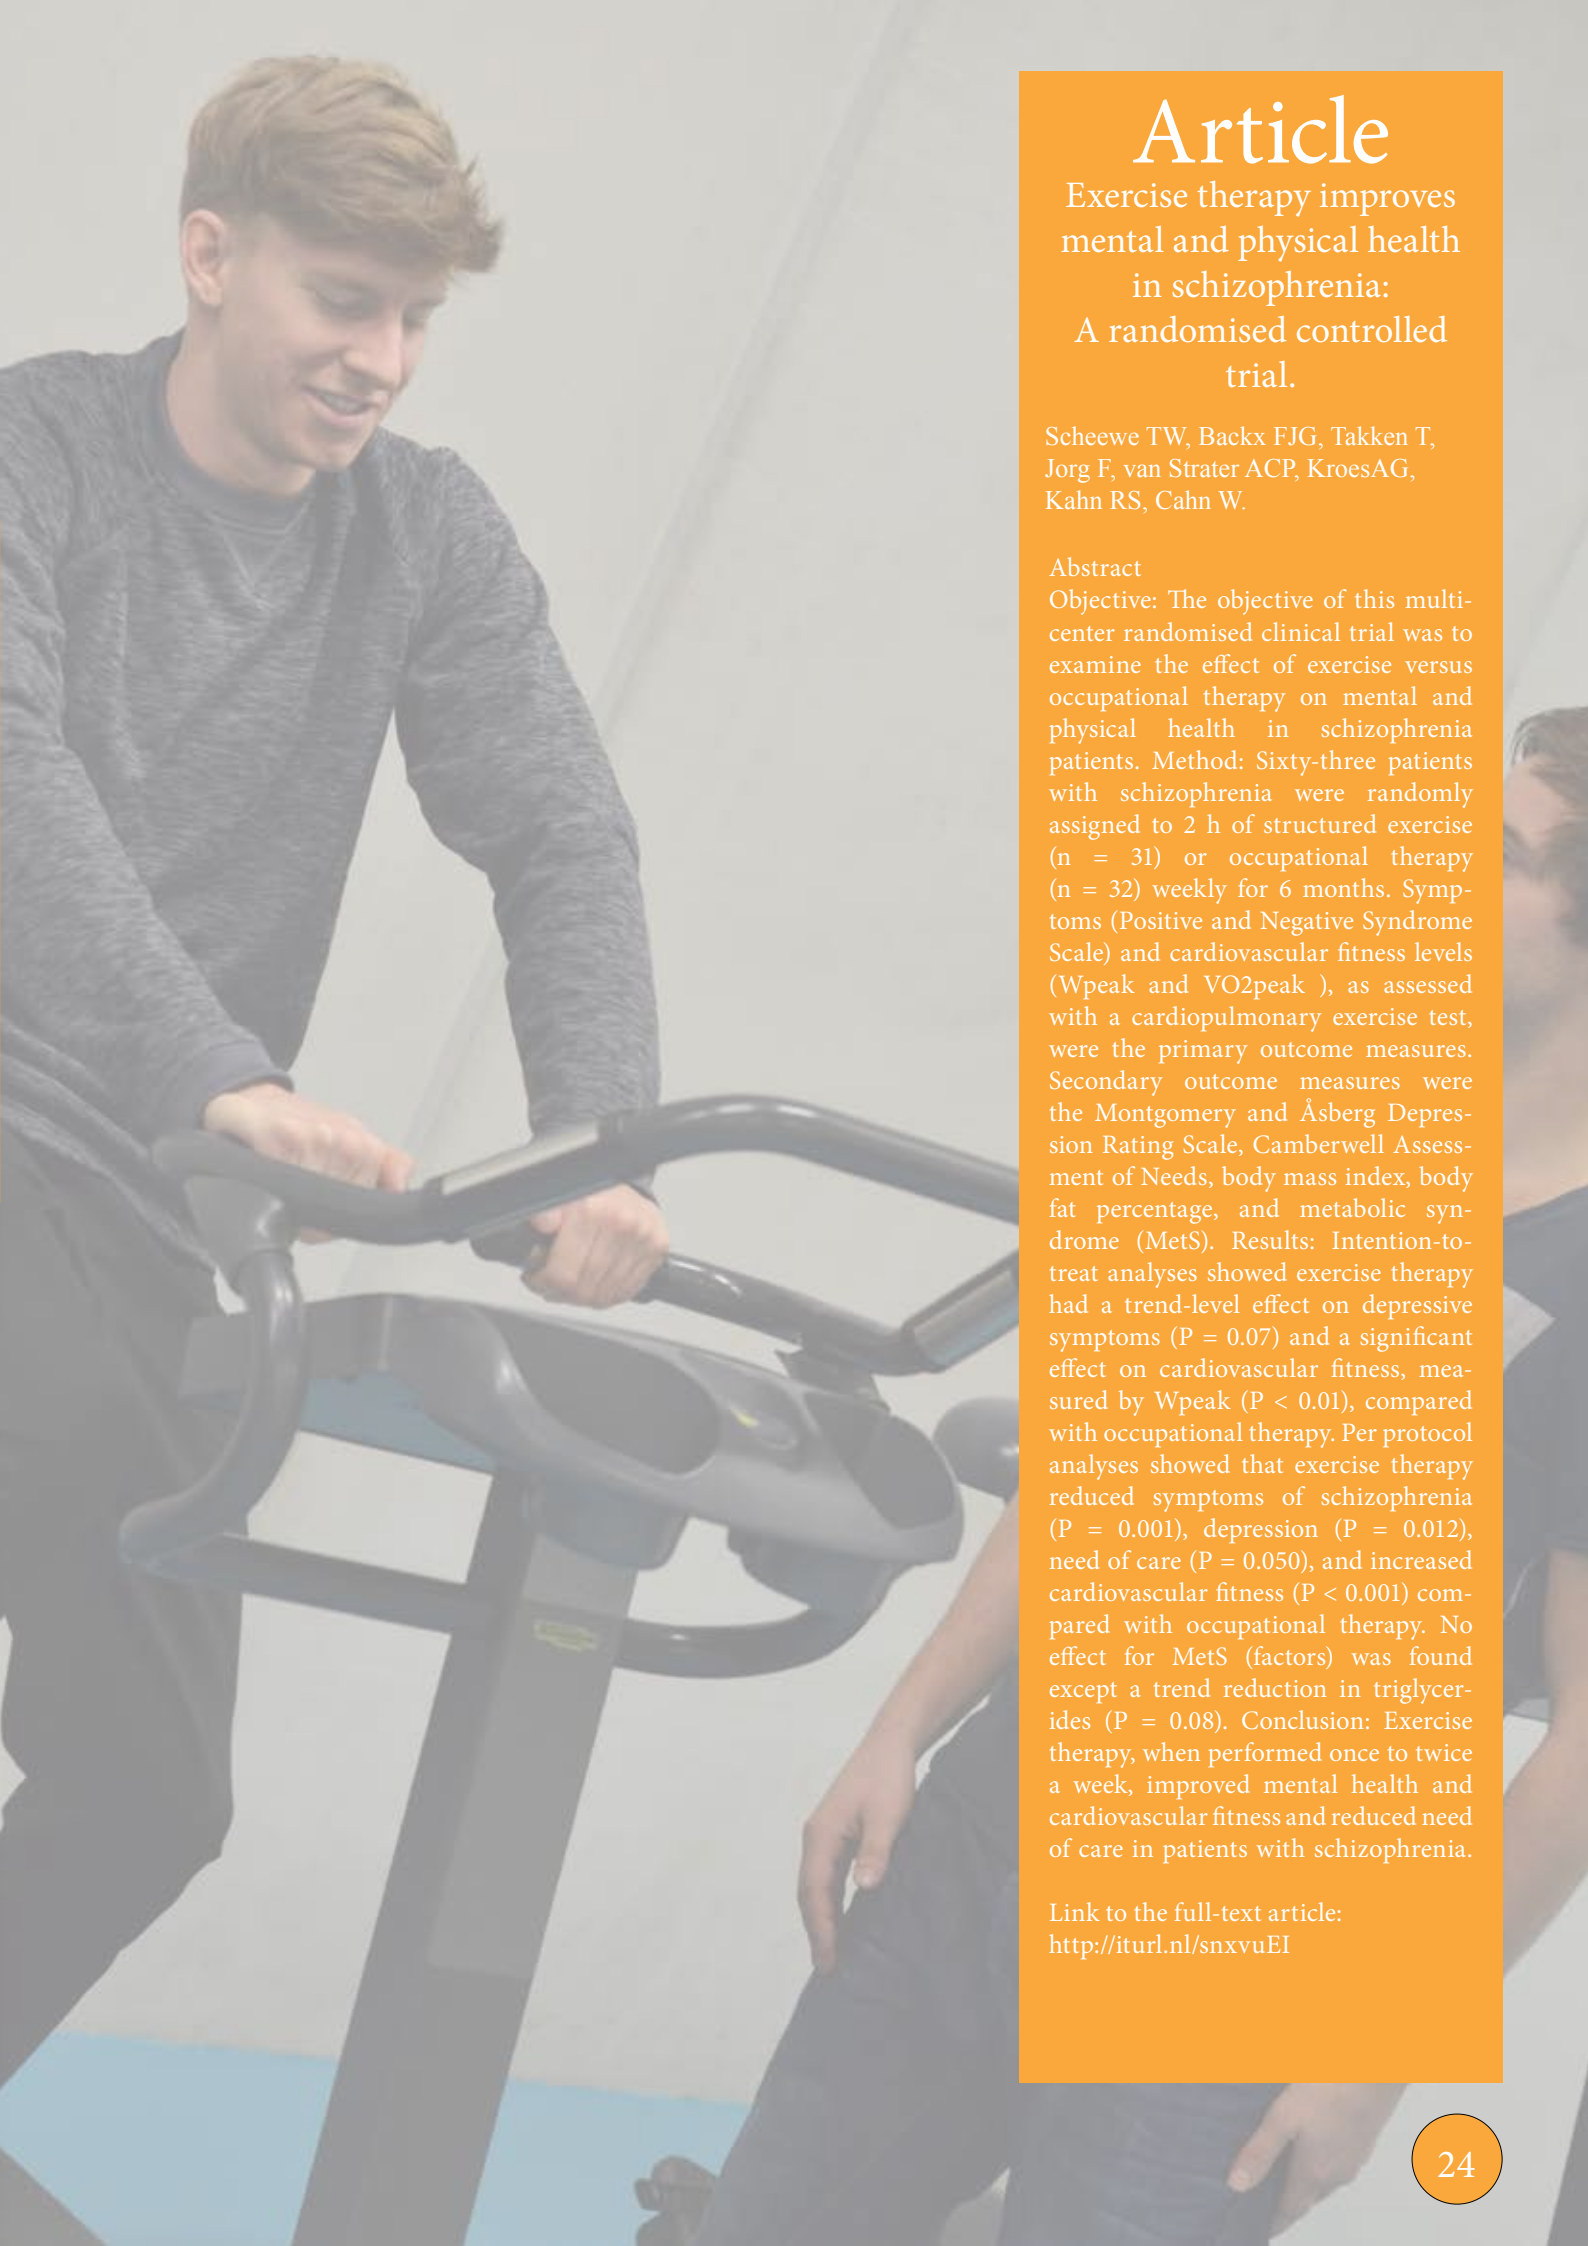 Article
Exercise therapy improves
mental and physical health
in schizophrenia:
A randomised controlled
trial.
Scheewe TW, Backx FJG, Takken T,
Jorg F, van Strater ACP, KroesAG,
Kahn RS, Cahn W.
Abstract
Objective: The objective of this multi-
center randomised clinical trial was to
examine the effect of exercise versus
occupational therapy on mental and
physical health in schizophrenia
patients. Method: Sixty-three patients
with schizophrenia were randomly
assigned to 2 h of structured exercise
(n = 31) or occupational therapy
(n = 32) weekly for 6 months. Symp-
toms (Positive and Negative Syndrome
Scale) and cardiovascular fitness levels
(Wpeak and VO2peak ), as assessed
with a cardiopulmonary exercise test,
were the primary outcome measures.
Secondary outcome measures were
the Montgomery and Åsberg Depres-
sion Rating Scale, Camberwell Assess-
ment of Needs, body mass index, body
fat percentage, and metabolic syn-
drome (MetS). Results: Intention-to-
treat analyses showed exercise therapy
had a trend-level effect on depressive
symptoms (P = 0.07) and a significant
effect on cardiovascular fitness, mea-
sured by Wpeak (P < 0.01), compared
with occupational therapy. Per protocol
analyses showed that exercise therapy
reduced symptoms of schizophrenia
(P = 0.001), depression (P = 0.012),
need of care (P = 0.050), and increased
cardiovascular fitness (P < 0.001) com-
pared with occupational therapy. No
effect for MetS (factors) was found
except a trend reduction in triglycer-
ides (P = 0.08). Conclusion: Exercise
therapy, when performed once to twice
a week, improved mental health and
cardiovascular fitness and reduced need
of care in patients with schizophrenia.
Link to the full-text article:
http://iturl.nl/snxvuEI
24